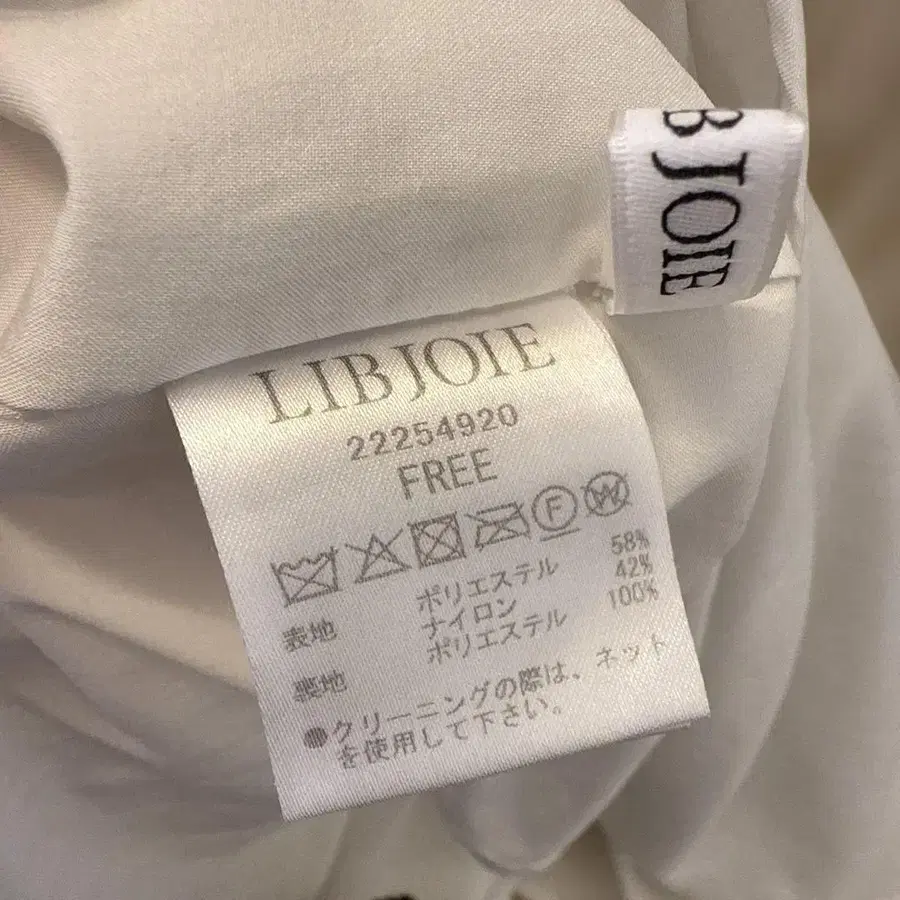 B JOIE
LIBJOIE
22254920
FREE
F W
表地 ポリエステル 58%
ナイロン 42%
裏地 ポリエステル 100%
●クリーニングの際は、ネット
を使用して下さい。